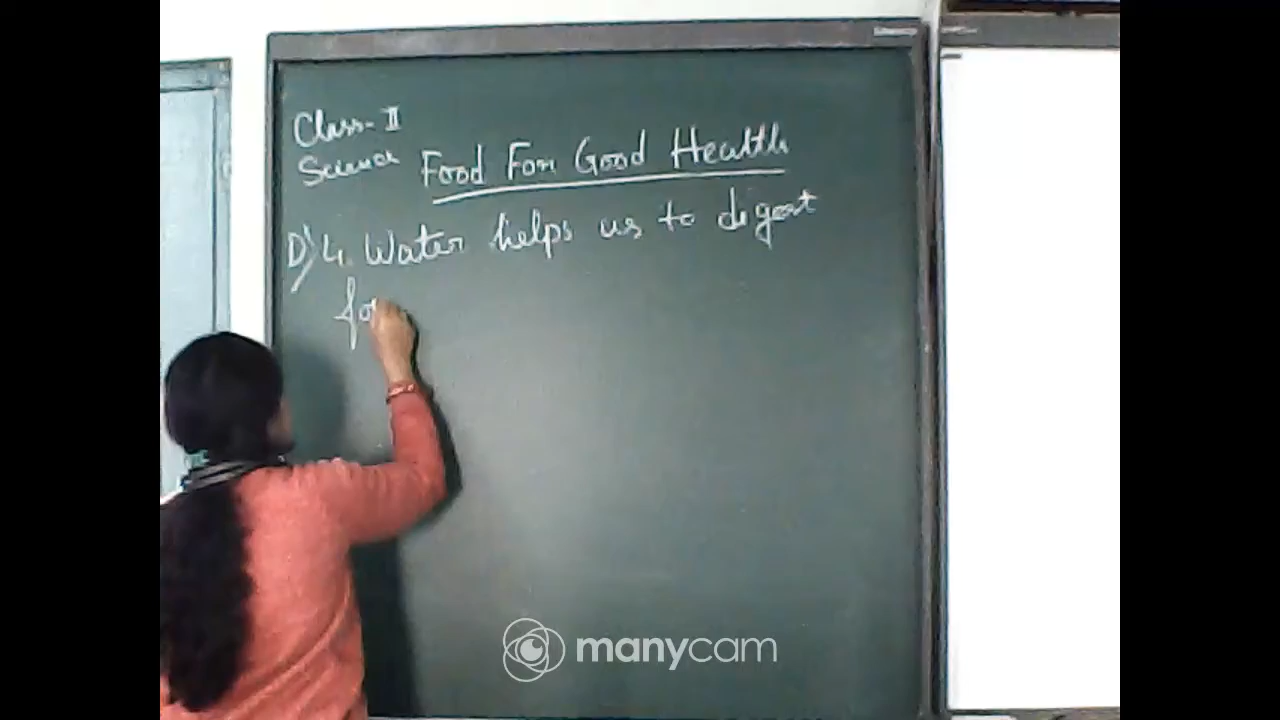 Class-II
Science
Food For Good Health
D) 4. Water helps us to digest
fo
manycam